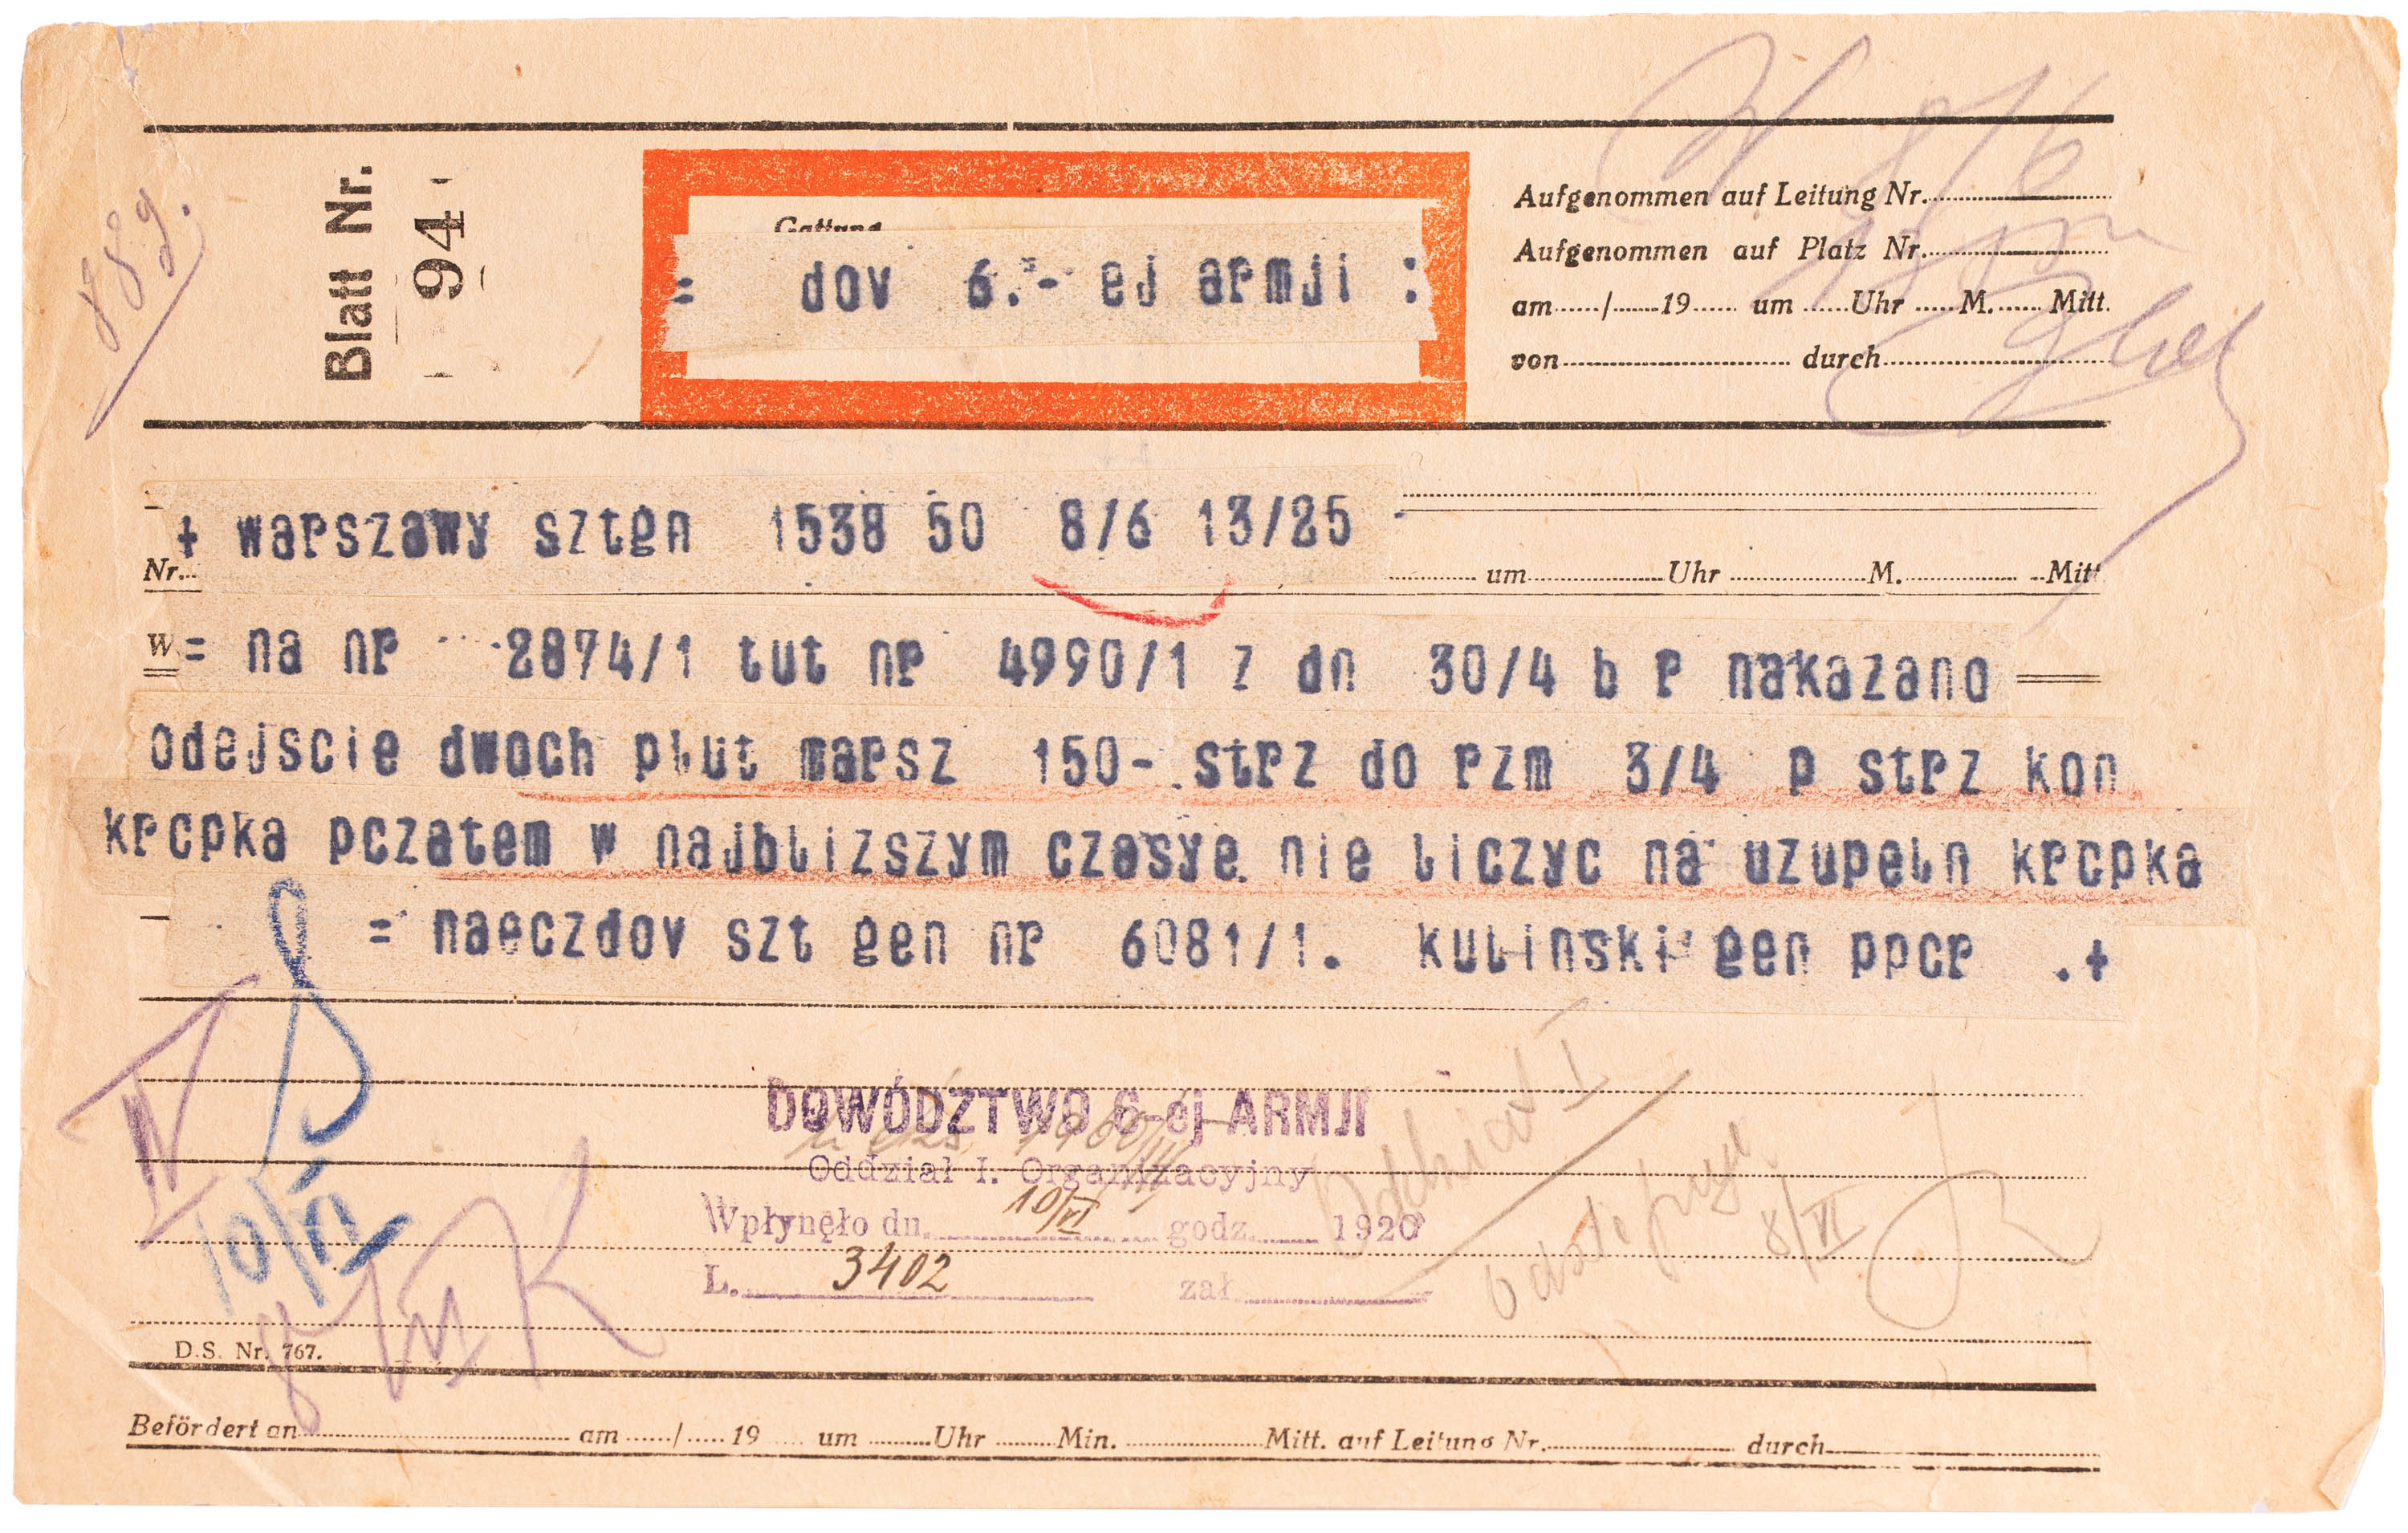 888.
Blatt Nr.
94
Gattung
= dov 6.- ej armji :
Aufgenommen auf Leitung Nr.
Aufgenommen auf Platz Nr.
am ...... / ...... 19 ...... um ...... Uhr ...... M. ...... Mitt.
von ...... durch ......
+ warszawy sztgn 1538 50 8/6 13/25 -
Nr. ...... um ...... Uhr ...... M. ...... Mitt
W = na nr 2874/1 tut nr 4990/1 z dn 30/4 b r nakazano
odejscie dwoch plut marsz 150- strz do rzm 3/4 p strz kon
krcpka pczatem w najblizszym czasye nie liczyc na uzupeln krcpka
= naeczdov szt gen nr 6081/1. kulinski gen ppcr .+
DOWÓDZTWO 6-ej ARMJI
Oddział I. Organizacyjny
Wpłynęło dn. 10/VI godz. ...... 1920
L. 3402 zał.
Oddział I
8/VI
10/VI
D.S. Nr. 767.
Befördert an ...... am ...... / ...... 19 ...... um ...... Uhr ...... Min. ...... Mitt. auf Leitung Nr. ...... durch ......